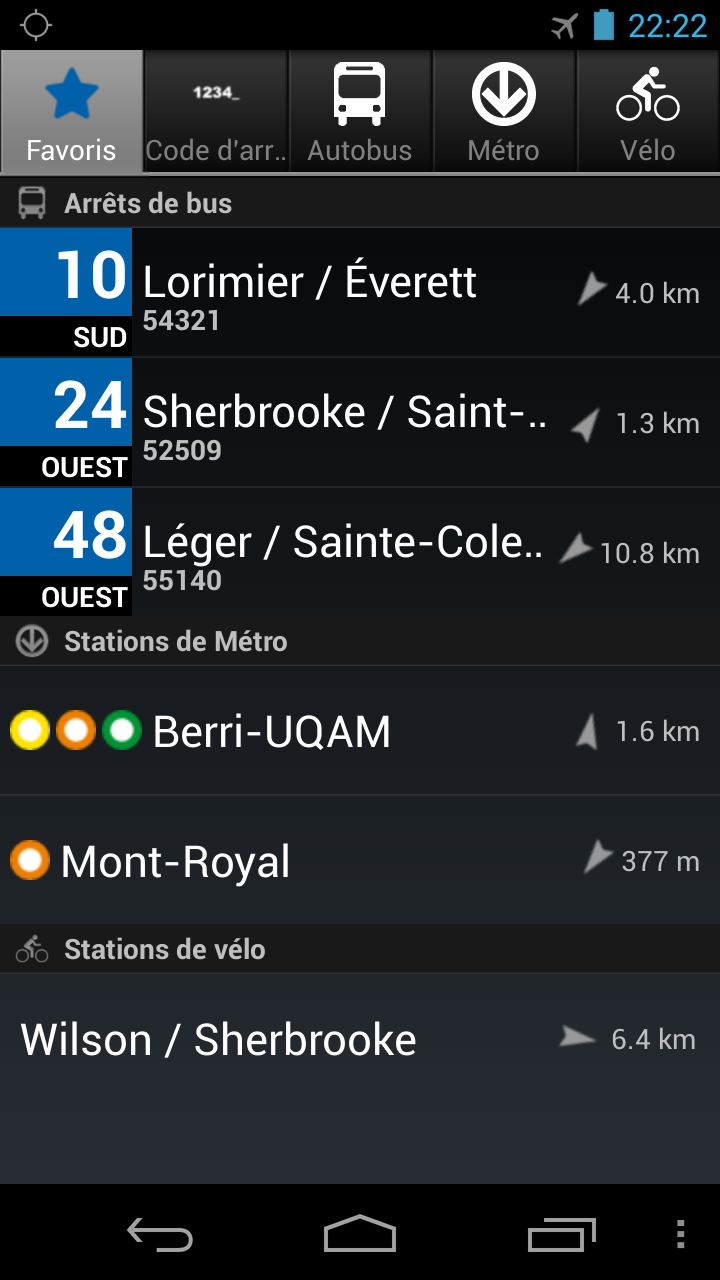 22:22
1234_
Favoris
Code d'arr..
Autobus
Métro
Vélo
Arrêts de bus
10
SUD
Lorimier / Éverett
54321
4.0 km
24
OUEST
Sherbrooke / Saint-..
52509
1.3 km
48
OUEST
Léger / Sainte-Cole..
55140
10.8 km
Stations de Métro
Berri-UQAM
1.6 km
Mont-Royal
377 m
Stations de vélo
Wilson / Sherbrooke
6.4 km